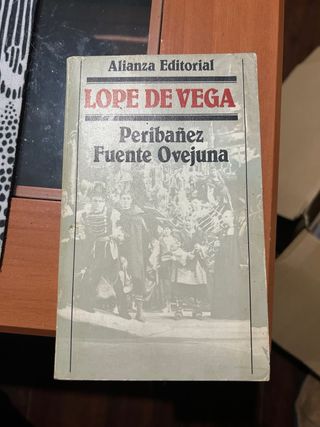 Alianza Editorial
LOPE DE VEGA
Peribañez
Fuente Ovejuna